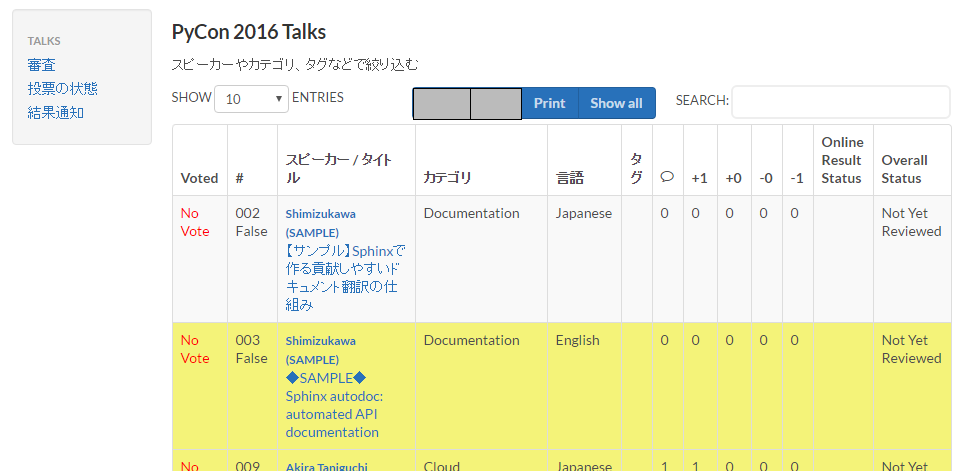 TALKS
審査
投票の状態
結果通知
PyCon 2016 Talks
スピーカーやカテゴリ、タグなどで絞り込む
SHOW 10 ENTRIES
Print Show all
SEARCH:
Voted # スピーカー / タイトル カテゴリ 言語 タグ +1 +0 -0 -1 Online Result Status Overall Status
No Vote 002 False Shimizukawa (SAMPLE) Documentation Japanese 0 0 0 0 0 Not Yet Reviewed
【サンプル】Sphinxで
作る貢献しやすいド
キュメント翻訳の仕
組み
No Vote 003 False Shimizukawa (SAMPLE) Documentation English 0 0 0 0 0 Not Yet Reviewed
◆SAMPLE◆
Sphinx autodoc:
automated API
documentation
No 009 Akira Taniguchi Cloud Japanese 1 1 0 0 0 Not Yet